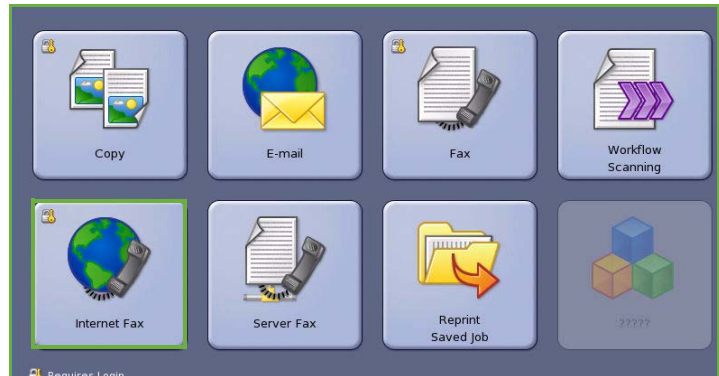 Copy
E-mail
Fax
Workflow
Scanning
Internet Fax
Server Fax
Reprint
Saved Job
?????
Requires Login